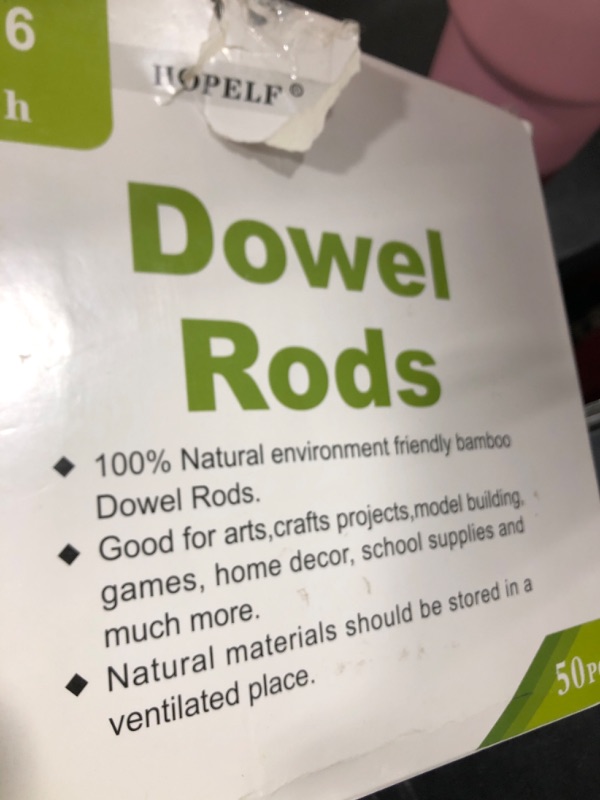 6
h
HOPELF®
Dowel
Rods
◆ 100% Natural environment friendly bamboo
Dowel Rods.
◆ Good for arts,crafts projects,model building,
games, home decor, school supplies and
much more.
◆ Natural materials should be stored in a
ventilated place.
50P